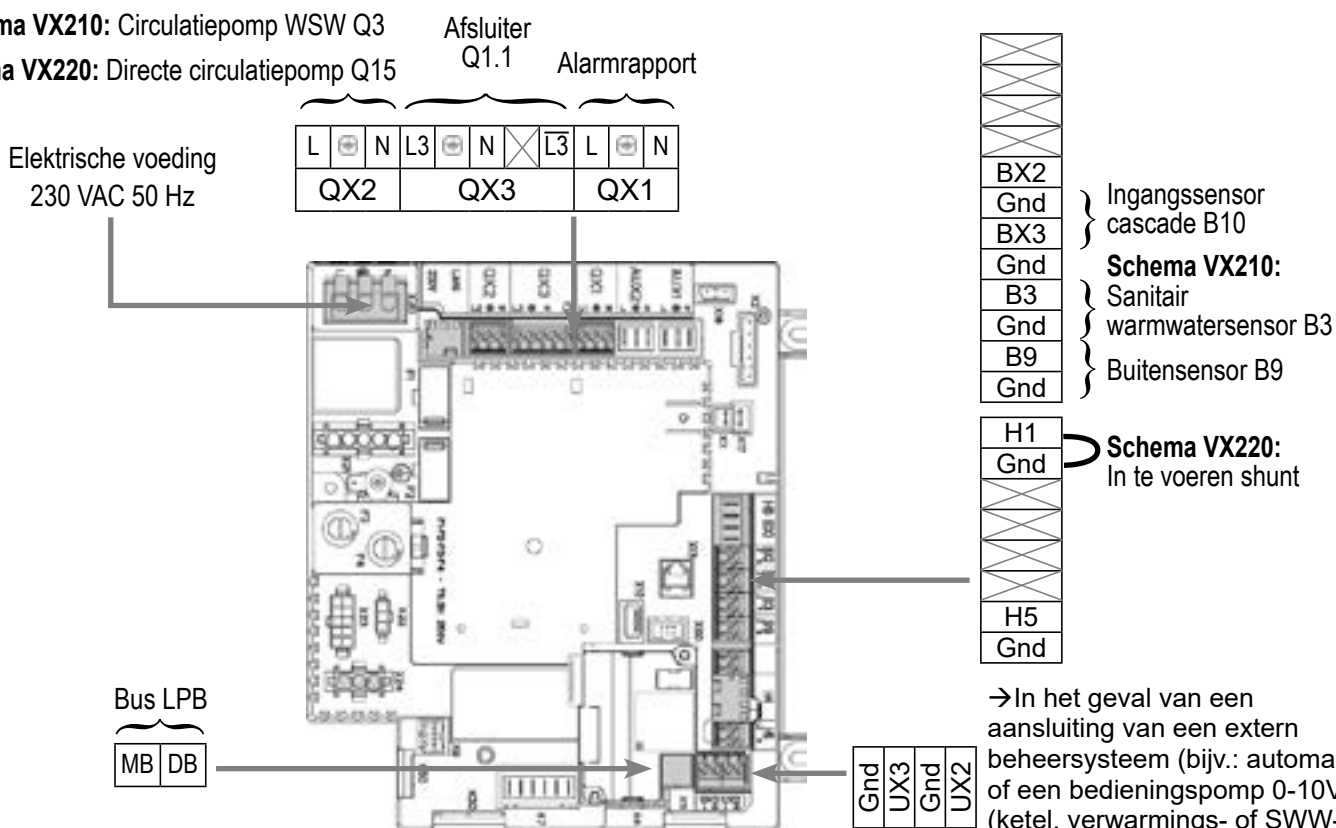 ma VX210: Circulatiepomp WSW Q3
na VX220: Directe circulatiepomp Q15
Afsluiter
Q1.1
Alarmrapport
Elektrische voeding
230 VAC 50 Hz
L N L3 N L3 L N
QX2 QX3 QX1
BX2
Gnd
BX3
Gnd
B3
Gnd
B9
Gnd
Ingangssensor
cascade B10
Schema VX210:
Sanitair
warmwatersensor B3
Buitensensor B9
H1
Gnd
H5
Gnd
Schema VX220:
In te voeren shunt
Bus LPB
MB DB
Gnd
UX3
Gnd
UX2
→In het geval van een
aansluiting van een extern
beheersysteem (bijv.: automa
of een bedieningspomp 0-10V
(ketel, verwarmings- of SWW-